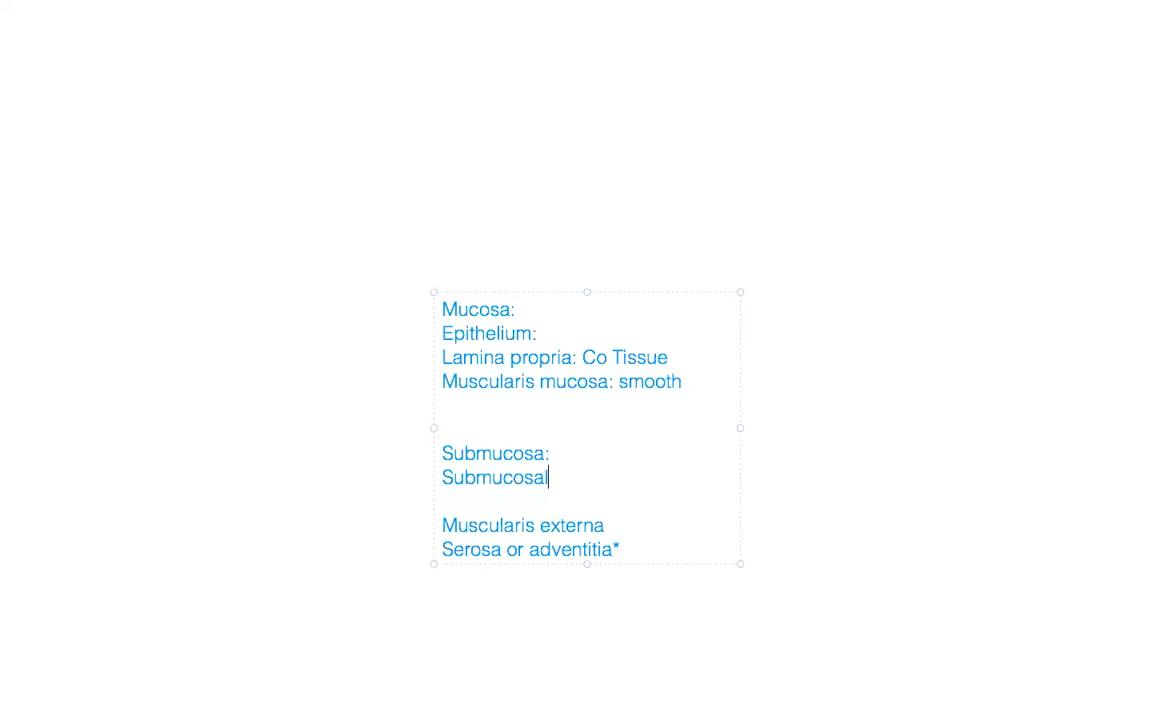 Mucosa:
Epithelium:
Lamina propria: Co Tissue
Muscularis mucosa: smooth
Submucosa:
Submucosal
Muscularis externa
Serosa or adventitia*